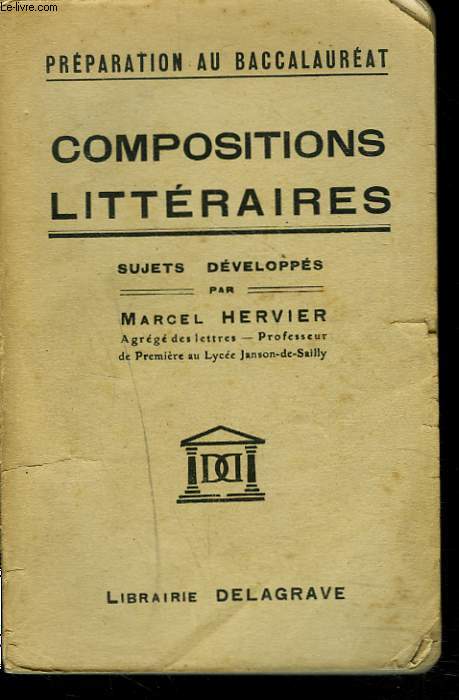 Le-livre.com
PRÉPARATION AU BACCALAURÉAT
COMPOSITIONS
LITTÉRAIRES
SUJETS DÉVELOPPÉS
PAR
MARCEL HERVIER
Agrégé des lettres — Professeur
de Première au Lycée Janson-de-Sailly
DD
LIBRAIRIE DELAGRAVE